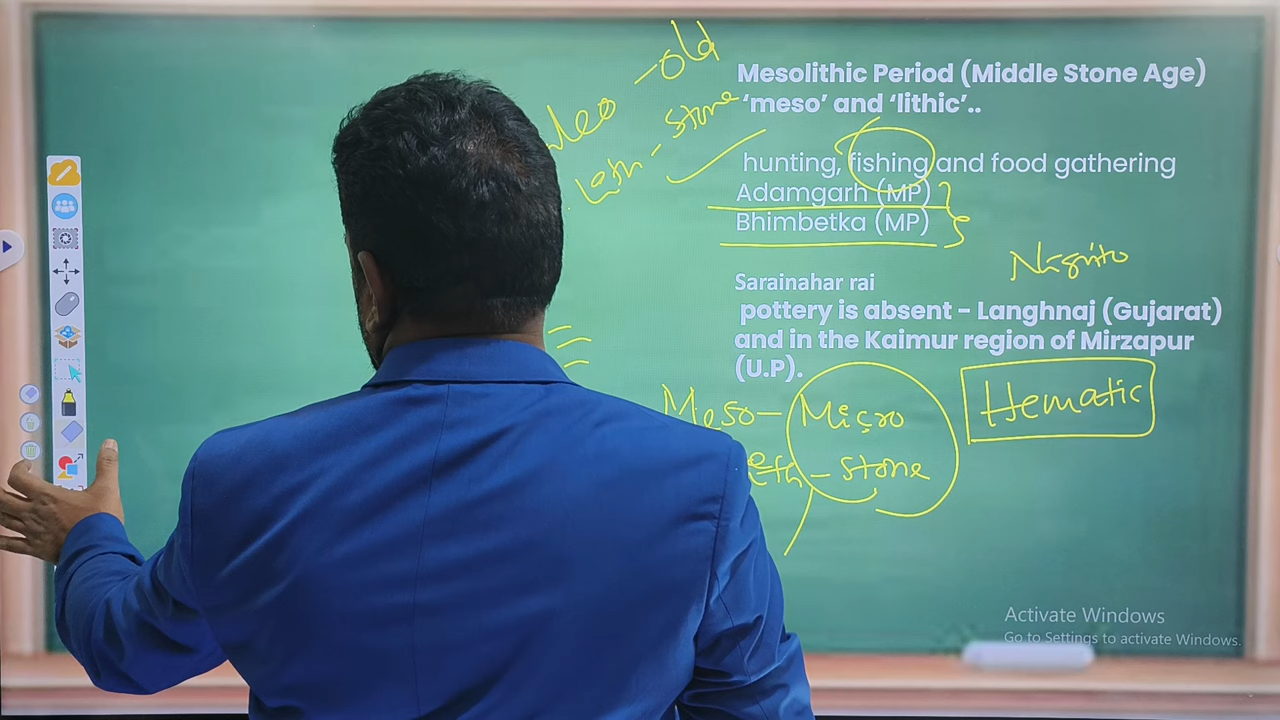 - old
- Stone
Mesolithic Period (Middle Stone Age)
‘meso’ and ‘lithic’..
hunting, fishing and food gathering
Adamgarh (MP)
Bhimbetka (MP)
Nigrito
Sarainahar rai
pottery is absent - Langhnaj (Gujarat)
and in the Kaimur region of Mirzapur
(U.P).
Meso - Micro
- Stone
Hematic
Activate Windows
Go to Settings to activate Windows.